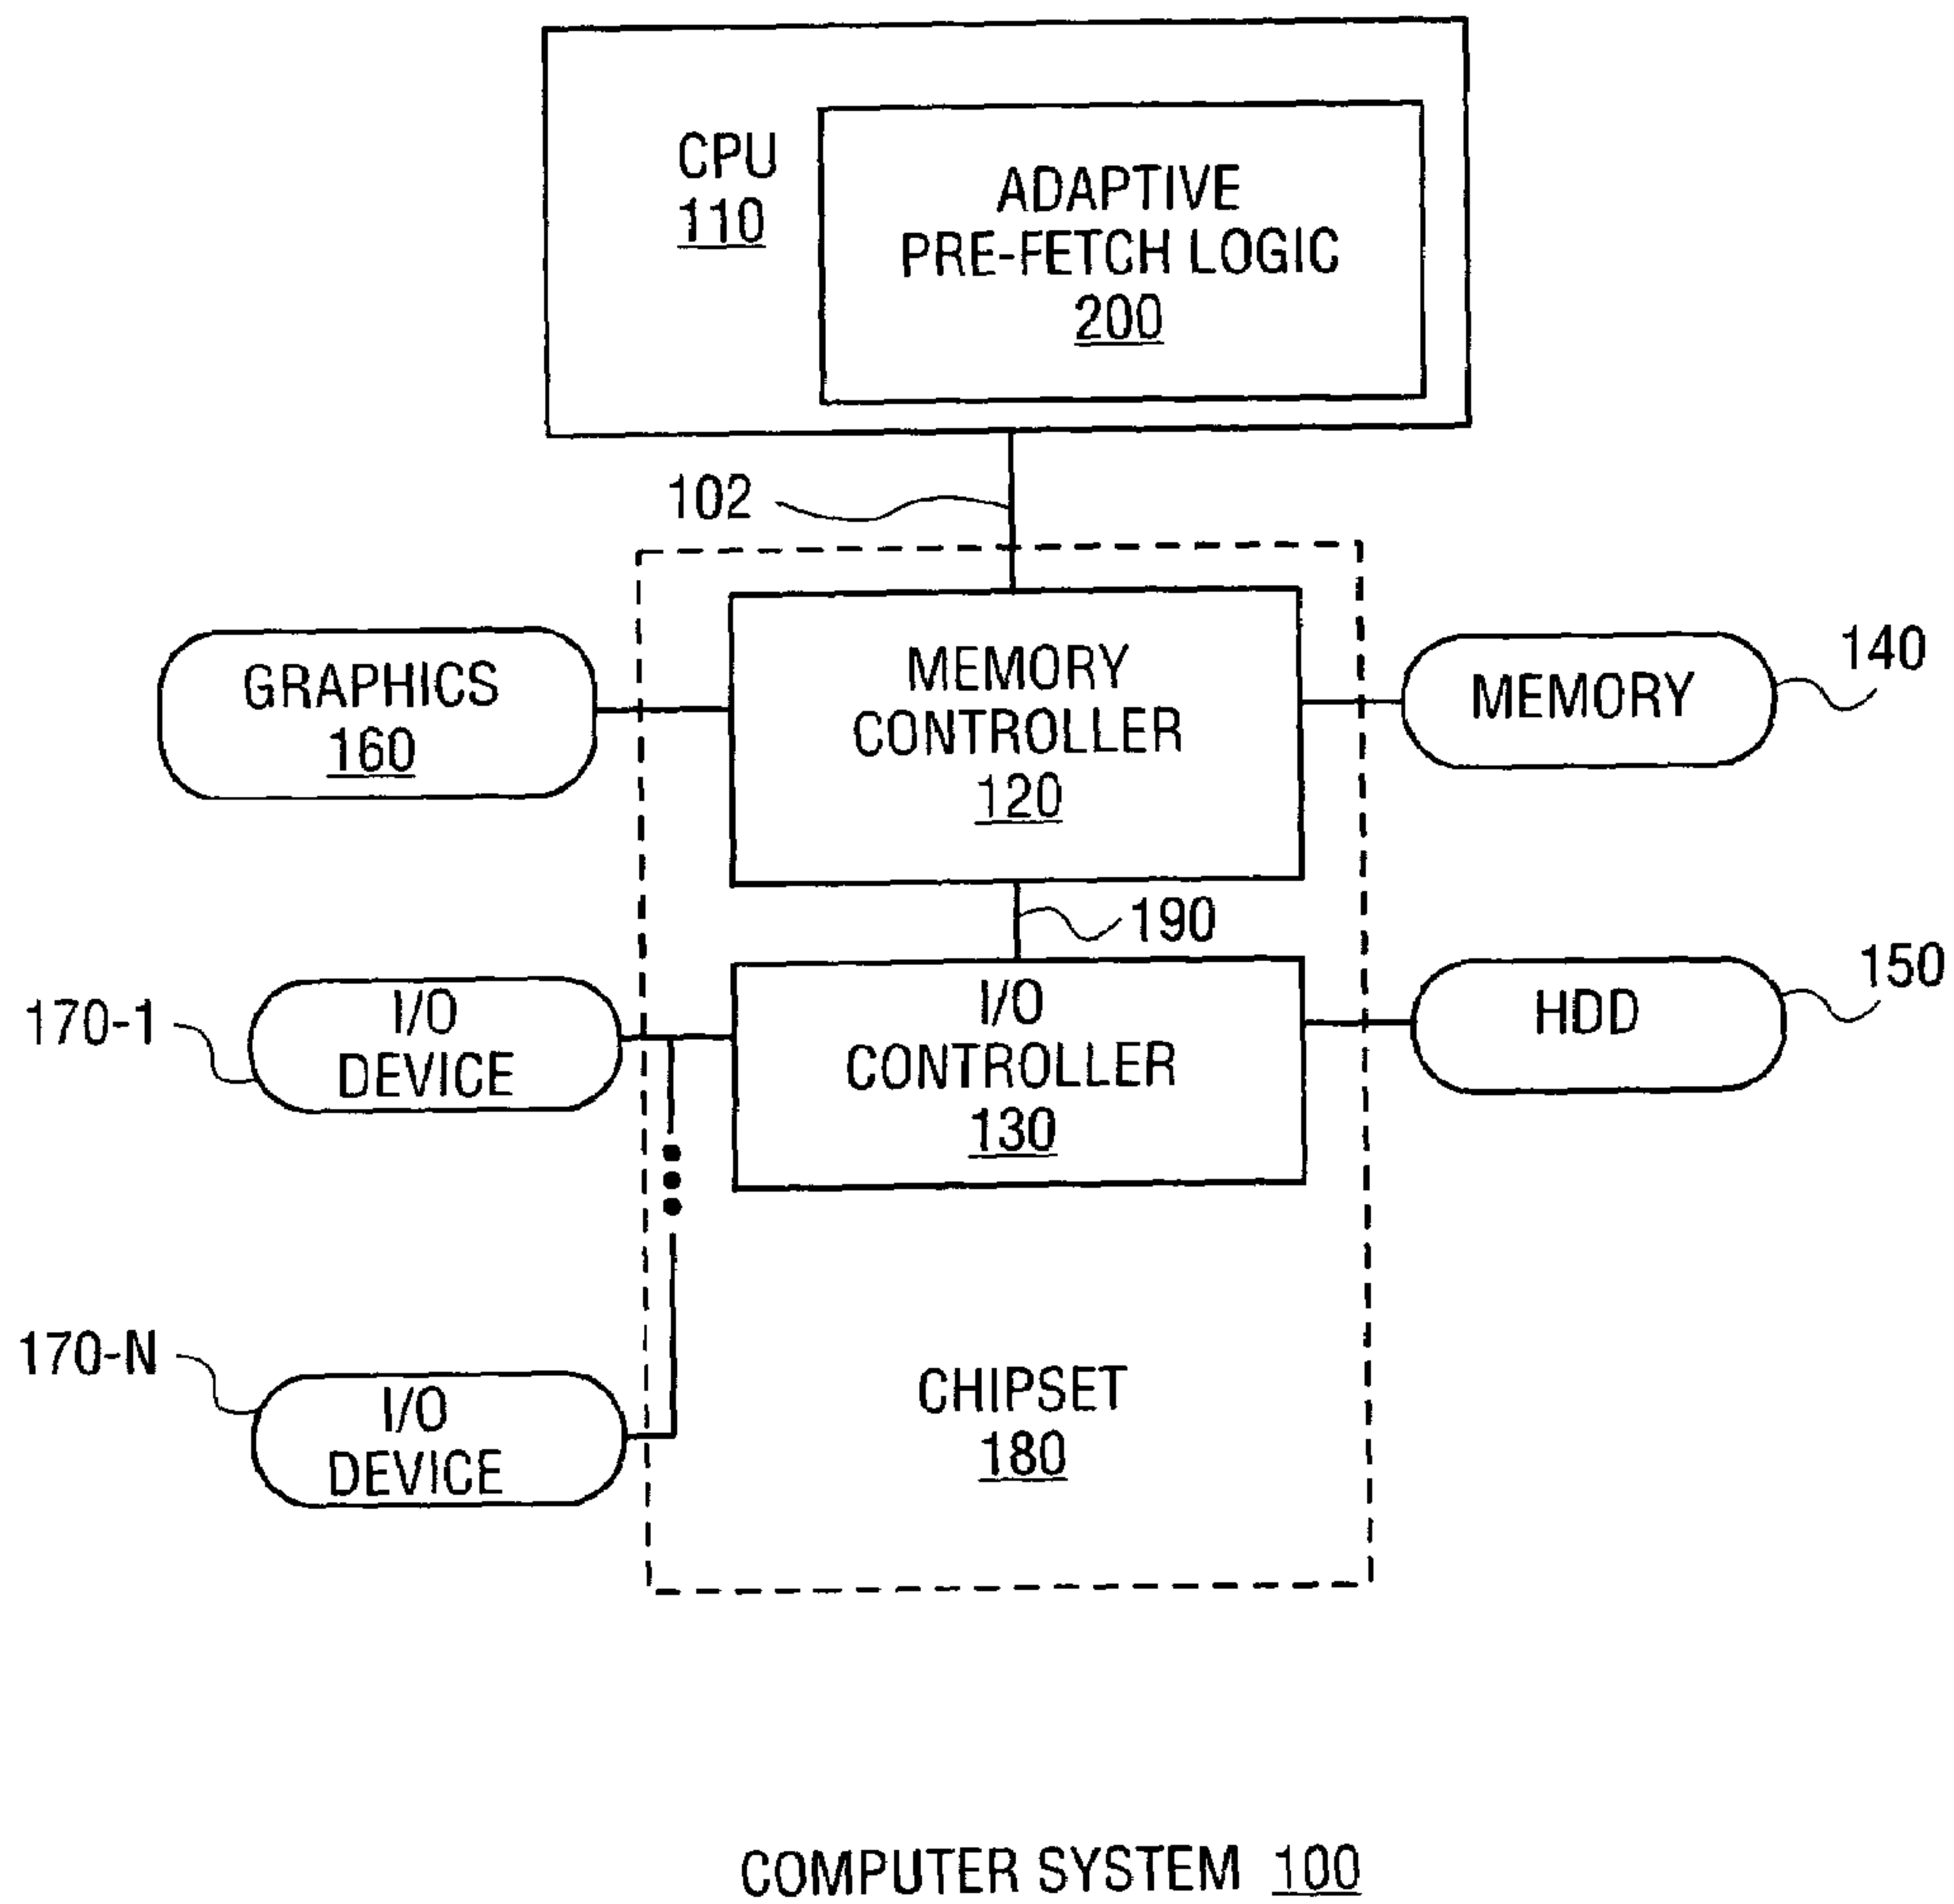 CPU
110
ADAPTIVE
PRE-FETCH LOGIC
200
102
GRAPHICS
160
MEMORY
CONTROLLER
120
MEMORY
140
190
170-1
I/O
DEVICE
I/O
CONTROLLER
130
HDD
150
170-N
I/O
DEVICE
CHIPSET
180
COMPUTER SYSTEM 100